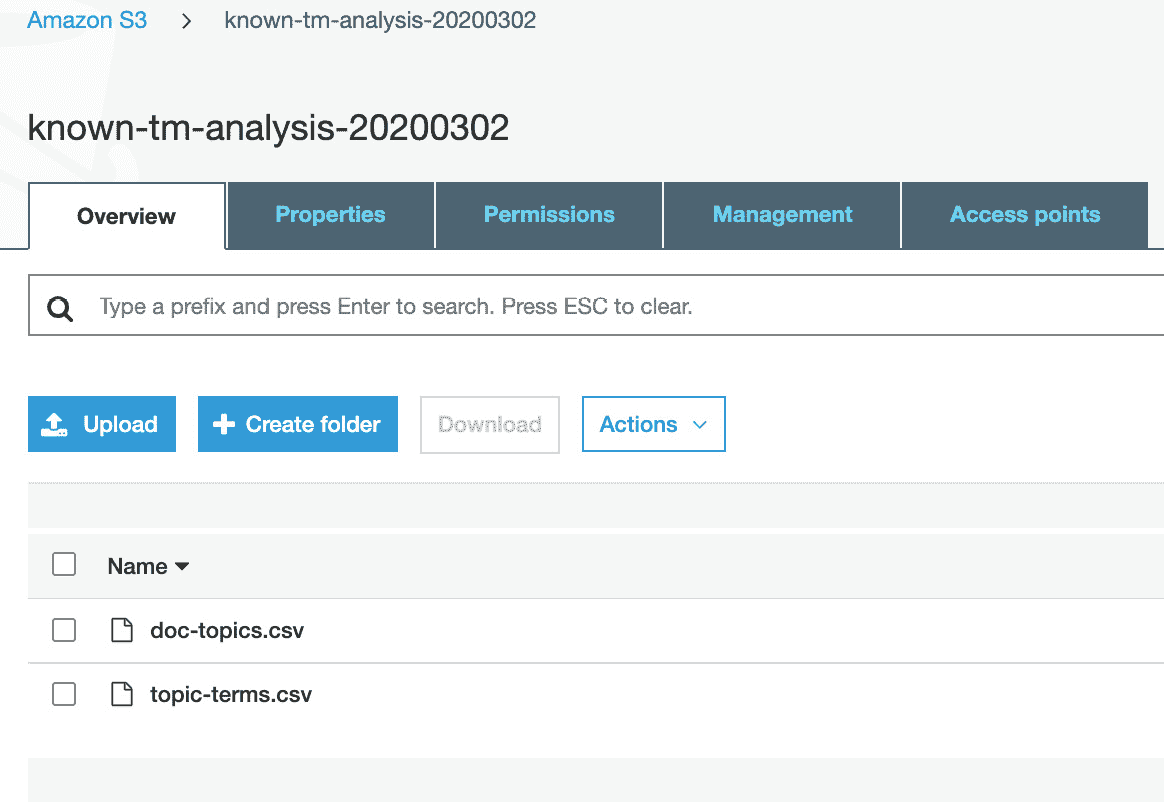 Amazon S3 > known-tm-analysis-20200302
known-tm-analysis-20200302
Overview Properties Permissions Management Access points
Type a prefix and press Enter to search. Press ESC to clear.
Upload Create folder Download Actions
Name
doc-topics.csv
topic-terms.csv